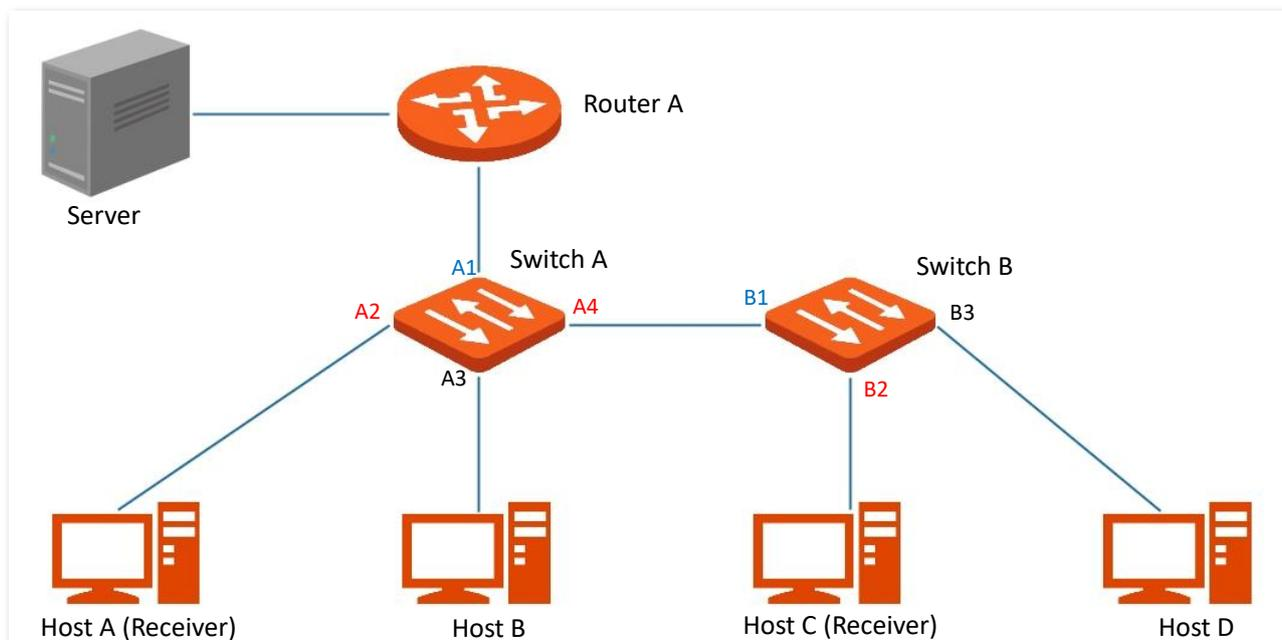 Router A
Server
A1
Switch A
Switch B
A2
A4
B1
B3
A3
B2
Host A (Receiver)
Host B
Host C (Receiver)
Host D